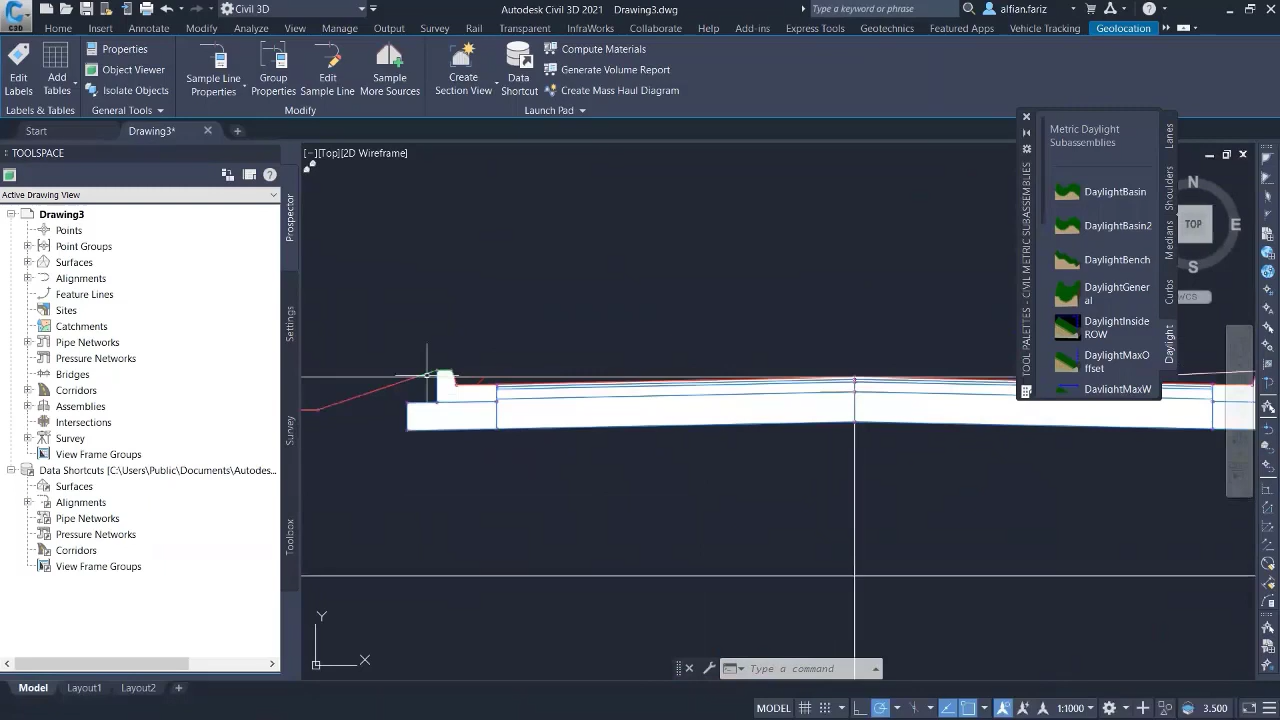 C3D
Civil 3D
Autodesk Civil 3D 2021 Drawing3.dwg
Type a keyword or phrase
alfian.fariz
Home Insert Annotate Modify Analyze View Manage Output Survey Rail Transparent InfraWorks Collaborate Help Add-ins Express Tools Geotechnics Featured Apps Vehicle Tracking Geolocation
Edit
Labels
Add
Tables
Labels & Tables
Properties
Object Viewer
Isolate Objects
General Tools
Sample Line
Properties
Group
Properties
Edit
Sample Line
Sample
More Sources
Modify
Create
Section View
Data
Shortcut
Compute Materials
Generate Volume Report
Create Mass Haul Diagram
Launch Pad
Start
Drawing3*
TOOLSPACE
Active Drawing View
Drawing3
Points
Point Groups
Surfaces
Alignments
Feature Lines
Sites
Catchments
Pipe Networks
Pressure Networks
Bridges
Corridors
Assemblies
Intersections
Survey
View Frame Groups
Data Shortcuts [C:\Users\Public\Documents\Autodes...
Surfaces
Alignments
Pipe Networks
Pressure Networks
Corridors
View Frame Groups
Prospector
Settings
Survey
Toolbox
[−][Top][2D Wireframe]
TOOL PALETTES - CIVIL METRIC SUBASSEMBLIES
Metric Daylight
Subassemblies
DaylightBasin
DaylightBasin2
DaylightBench
DaylightGener
al
DaylightInside
ROW
DaylightMaxO
ffset
DaylightMaxW
Lanes
Shoulders
Medians
Curbs
Daylight
N
TOP
E
S
WCS
Y
X
Type a command
Model Layout1 Layout2
MODEL
1:1000
3.500